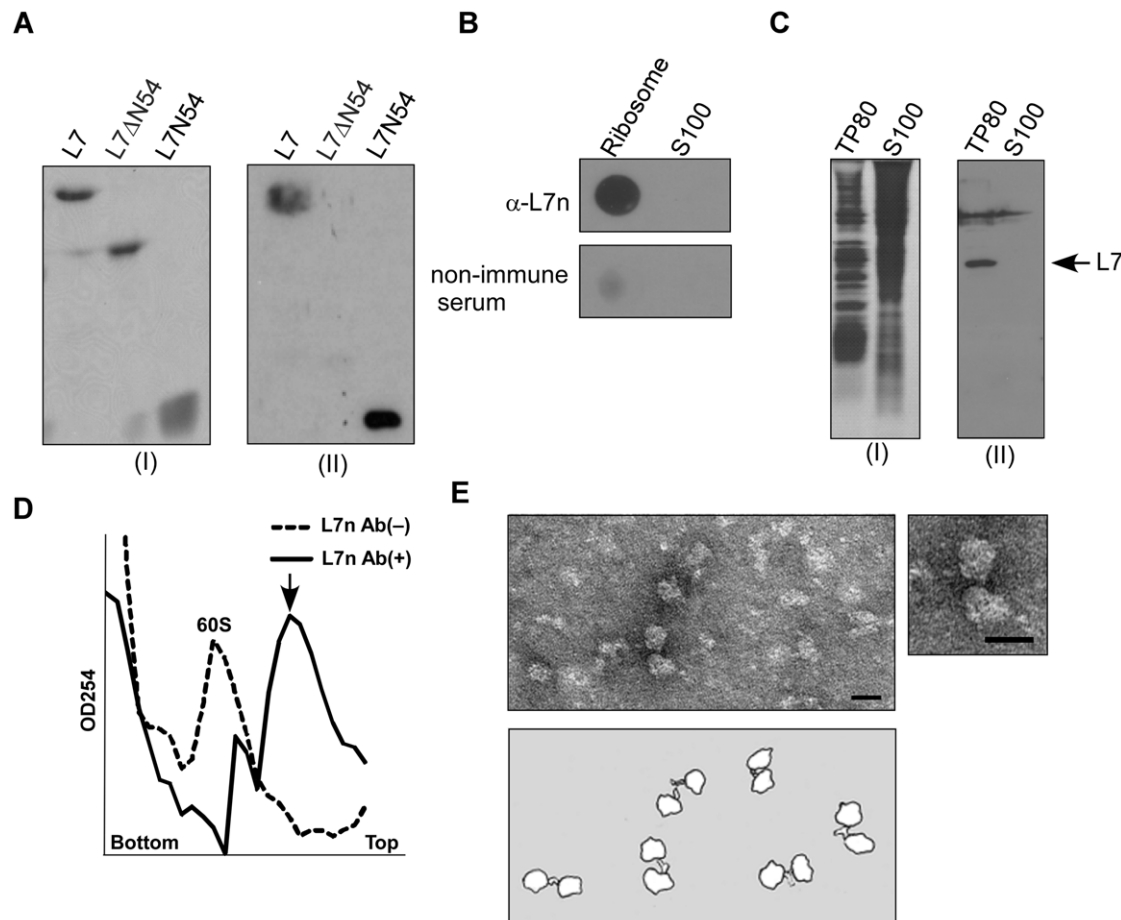 A
L7
L7ΔN54
L7N54
L7
L7ΔN54
L7N54
(I)
(II)
B
Ribosome
S100
α-L7n
non-immune
serum
C
TP80
S100
TP80
S100
L7
(I)
(II)
D
L7n Ab(–)
L7n Ab(+)
60S
OD254
Bottom
Top
E